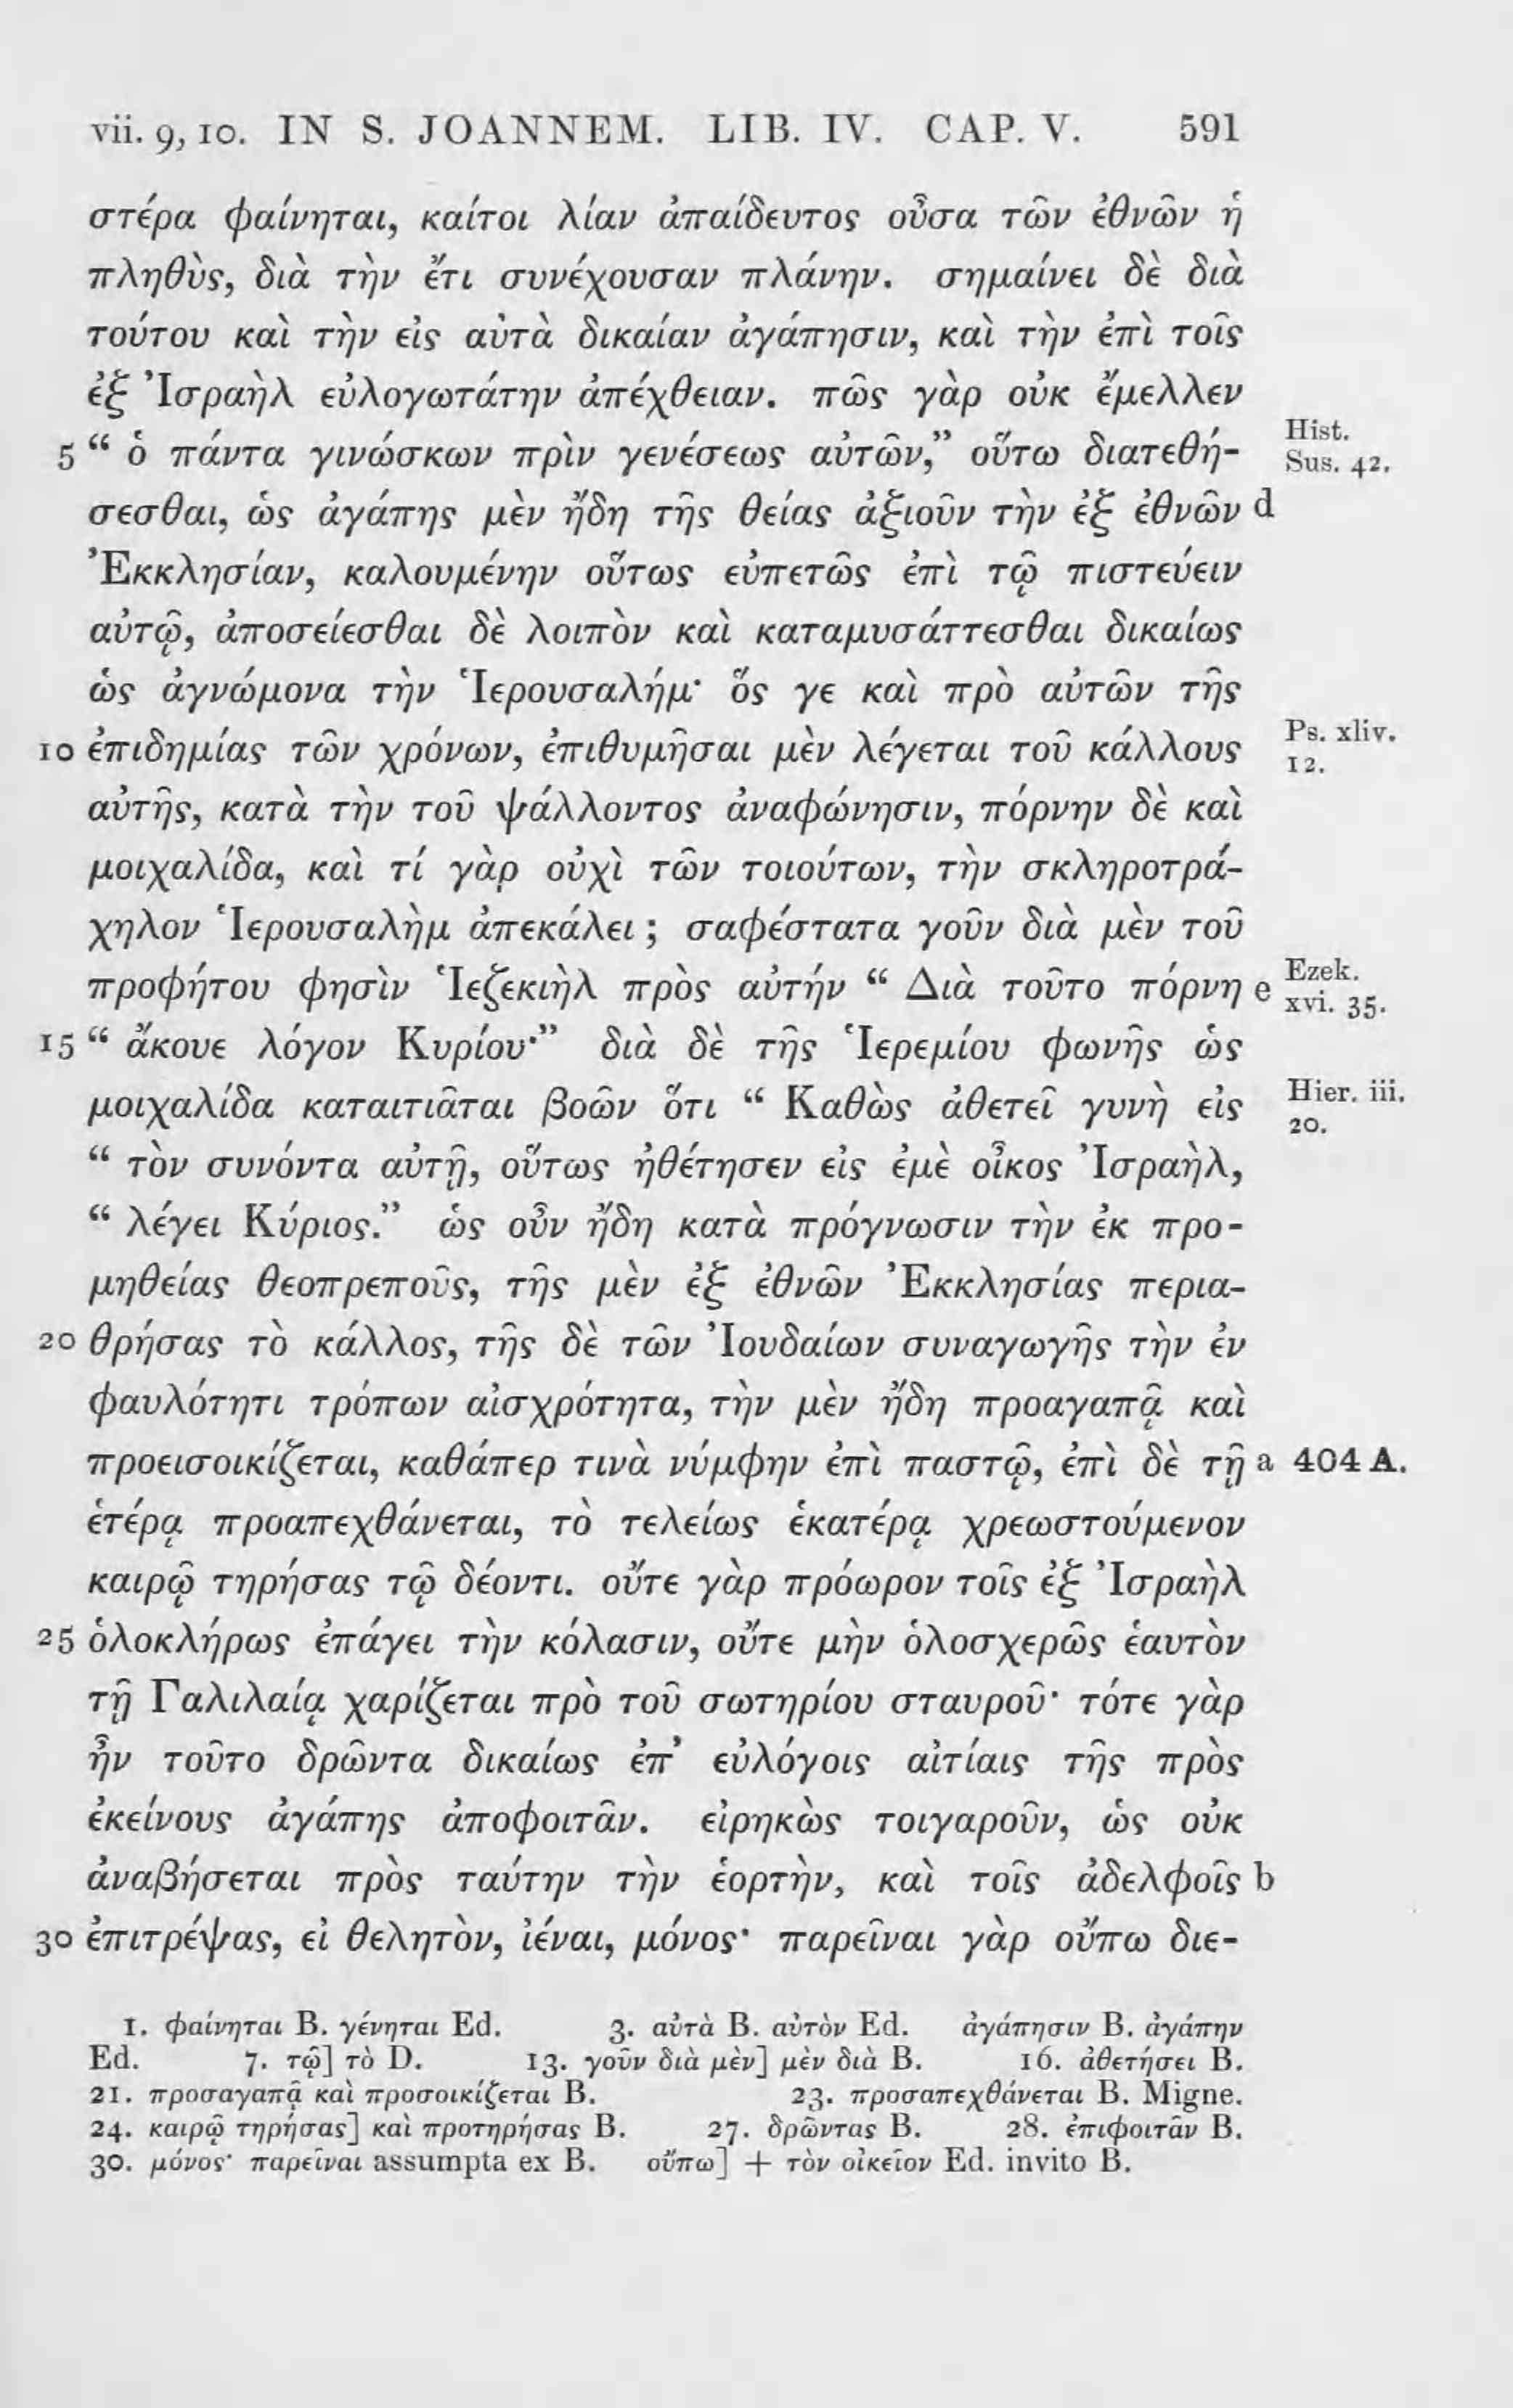 vii. 9, 10. IN S. JOANNEM. LIB. IV. CAP. V. 591
στέρα φαίνηται, καίτοι λίαν ἀπαίδευτος οὖσα τῶν ἐθνῶν ἡ
πληθὺς, διὰ τὴν ἔτι συνέχουσαν πλάνην. σημαίνει δὲ διὰ
τούτου καὶ τὴν εἰς αὐτὰ δικαίαν ἀγάπησιν, καὶ τὴν ἐπὶ τοῖς
ἐξ Ἰσραὴλ εὐλογωτάτην ἀπέχθειαν. πῶς γὰρ οὐκ ἔμελλεν
5 “ ὁ πάντα γινώσκων πρὶν γενέσεως αὐτῶν,” οὕτω διατεθή- Hist. Sus. 42.
σεσθαι, ὡς ἀγάπης μὲν ἤδη τῆς θείας ἀξιοῦν τὴν ἐξ ἐθνῶν d
Ἐκκλησίαν, καλουμένην οὕτως εὐπετῶς ἐπὶ τῷ πιστεύειν
αὐτῷ, ἀποσείεσθαι δὲ λοιπὸν καὶ καταμυσάττεσθαι δικαίως
ὡς ἀγνώμονα τὴν Ἱερουσαλήμ· ὅς γε καὶ πρὸ αὐτῶν τῆς
10 ἐπιδημίας τῶν χρόνων, ἐπιθυμῆσαι μὲν λέγεται τοῦ κάλλους Ps. xliv. 12.
αὐτῆς, κατὰ τὴν τοῦ ψάλλοντος ἀναφώνησιν, πόρνην δὲ καὶ
μοιχαλίδα, καὶ τί γὰρ οὐχὶ τῶν τοιούτων, τὴν σκληροτρά-
χηλον Ἱερουσαλὴμ ἀπεκάλει ; σαφέστατα γοῦν διὰ μὲν τοῦ
προφήτου φησὶν Ἱεζεκιὴλ πρὸς αὐτήν “ Διὰ τοῦτο πόρνη e Ezek. xvi. 35.
15 “ ἄκουε λόγον Κυρίου·” διὰ δὲ τῆς Ἱερεμίου φωνῆς ὡς
μοιχαλίδα καταιτιᾶται βοῶν ὅτι “ Καθὼς ἀθετεῖ γυνὴ εἰς Hier. iii. 20.
“ τὸν συνόντα αὐτῇ, οὕτως ἠθέτησεν εἰς ἐμὲ οἶκος Ἰσραὴλ,
“ λέγει Κύριος.” ὡς οὖν ἤδη κατὰ πρόγνωσιν τὴν ἐκ προ-
μηθείας θεοπρεποῦς, τῆς μὲν ἐξ ἐθνῶν Ἐκκλησίας περια-
20 θρήσας τὸ κάλλος, τῆς δὲ τῶν Ἰουδαίων συναγωγῆς τὴν ἐν
φαυλότητι τρόπων αἰσχρότητα, τὴν μὲν ἤδη προαγαπᾷ καὶ
προεισοικίζεται, καθάπερ τινὰ νύμφην ἐπὶ παστῷ, ἐπὶ δὲ τῇ a 404 A.
ἑτέρᾳ προαπεχθάνεται, τὸ τελείως ἑκατέρᾳ χρεωστούμενον
καιρῷ τηρήσας τῷ δέοντι. οὔτε γὰρ πρόωρον τοῖς ἐξ Ἰσραὴλ
25 ὁλοκλήρως ἐπάγει τὴν κόλασιν, οὔτε μὴν ὁλοσχερῶς ἑαυτὸν
τῇ Γαλιλαίᾳ χαρίζεται πρὸ τοῦ σωτηρίου σταυροῦ· τότε γὰρ
ἦν τοῦτο δρῶντα δικαίως ἐπ’ εὐλόγοις αἰτίαις τῆς πρὸς
ἐκείνους ἀγάπης ἀποφοιτᾶν. εἰρηκὼς τοιγαροῦν, ὡς οὐκ
ἀναβήσεται πρὸς ταύτην τὴν ἑορτὴν, καὶ τοῖς ἀδελφοῖς b
30 ἐπιτρέψας, εἰ θελητὸν, ἰέναι, μόνος· παρεῖναι γὰρ οὔπω διε-
1. φαίνηται B. γένηται Ed. 3. αὐτὰ B. αὐτὸν Ed. ἀγάπησιν B. ἀγάπην
Ed. 7. τῷ] τὸ D. 13. γοῦν διὰ μὲν] μὲν διὰ B. 16. ἀθετήσει B.
21. προσαγαπᾷ καὶ προσοικίζεται B. 23. προσαπεχθάνεται B. Migne.
24. καιρῷ τηρήσας] καὶ προτηρήσας B. 27. δρῶντας B. 28. ἐπιφοιτᾶν B.
30. μόνος· παρεῖναι assumpta ex B. οὔπω] + τὸν οἰκεῖον Ed. invito B.